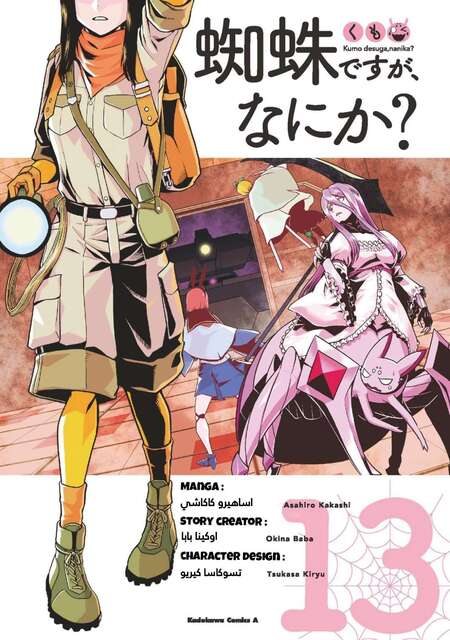 くも
Kumo desuga,nanika?
蜘蛛ですが、
なにか?
MANGA :
اساهيرو كاكاشي Asahiro Kakashi
STORY CREATOR :
اوكينا بابا Okina Baba
CHARACTER DESIGN :
تسوكاسا كيريو Tsukasa Kiryu
13
Kadokawa Comics A